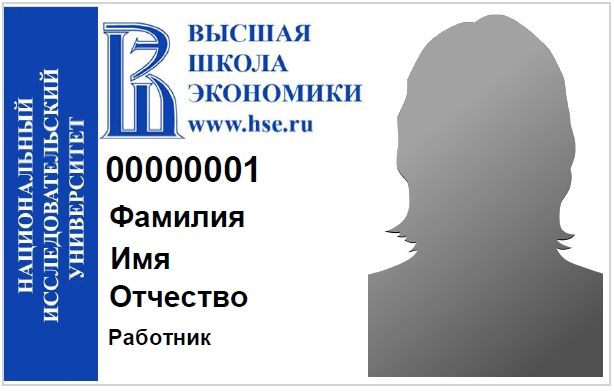 НАЦИОНАЛЬНЫЙ
ИССЛЕДОВАТЕЛЬСКИЙ
УНИВЕРСИТЕТ
ВЫСШАЯ
ШКОЛА
ЭКОНОМИКИ
www.hse.ru
00000001
Фамилия
Имя
Отчество
Работник